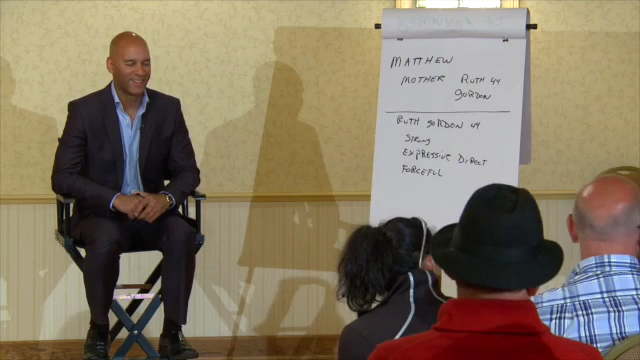 MATTHEW
MOTHER RUTH 44
GORDON
RUTH GORDON 44
STRONG
EXPRESSIVE DIRECT
FORCEFUL